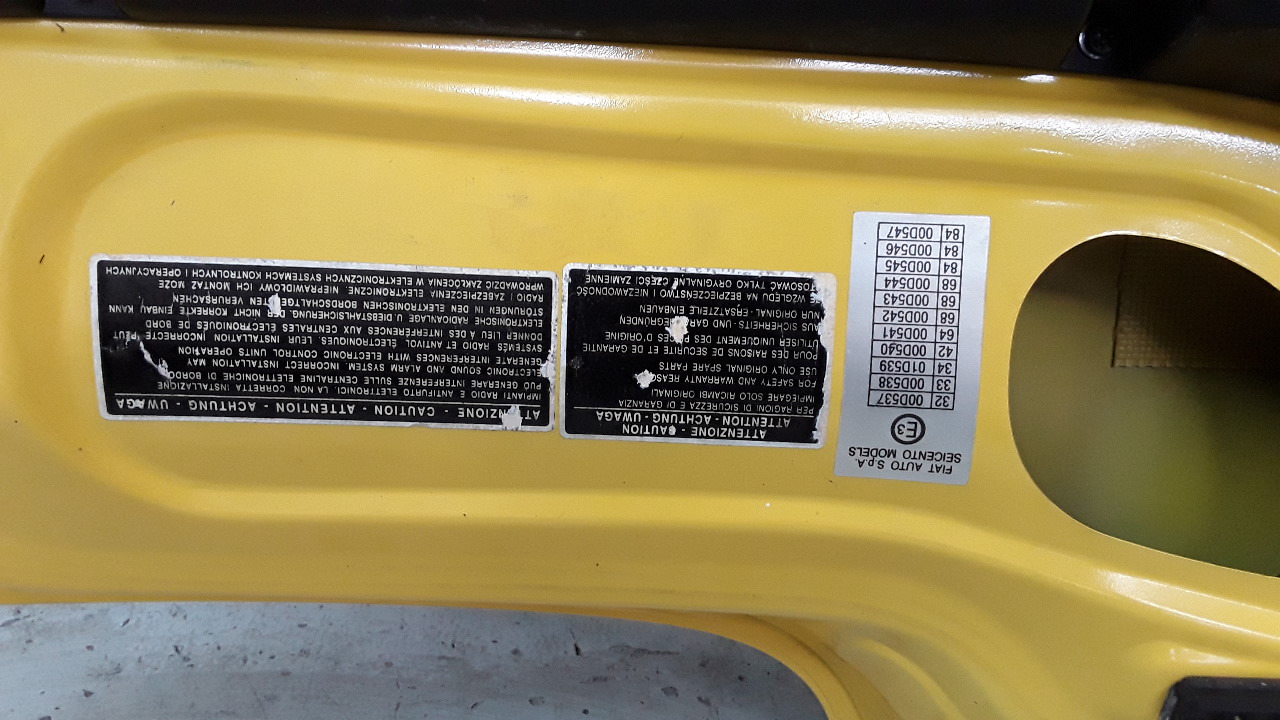 FIAT AUTO S.p.A.
SEICENTO MODELS
E3
32 00D537
33 00D538
34 01D539
42 00D540
64 00D541
68 00D542
68 00D543
68 00D544
84 00D545
84 00D546
84 00D547
ATTENZIONE - CAUTION
ATTENTION - ACHTUNG - UWAGA
PER RAGIONI DI SICUREZZA E DI GARANZIA
IMPIEGARE SOLO RICAMBI ORIGINALI
FOR SAFETY AND WARRANTY REASONS
USE ONLY ORIGINAL SPARE PARTS
POUR DES RAISONS DE SECURITE ET DE GARANTIE
UTILISER UNIQUEMENT DES PIECES D'ORIGINE
AUS SICHERHEITS - UND GARANTIEGRÜNDEN
NUR ORIGINAL - ERSATZTEILE EINBAUEN
ZE WZGLĘDU NA BEZPIECZEŃSTWO I NIEZAWODNOŚĆ
STOSOWAĆ TYLKO ORYGINALNE CZĘŚCI ZAMIENNE
ATTENZIONE - CAUTION - ATTENTION - ACHTUNG - UWAGA
IMPIANTI RADIO E ANTIFURTO ELETTRONICI. LA NON CORRETTA INSTALLAZIONE
PUÒ GENERARE INTERFERENZE SULLE CENTRALINE ELETTRONICHE DI BORDO
ELECTRONIC SOUND AND ALARM SYSTEM. INCORRECT INSTALLATION MAY
GENERATE INTERFERENCES WITH ELECTRONIC CONTROL UNITS OPERATION
SYSTEMES RADIO ET ANTIVOL ÉLECTRONIQUES. LEUR INSTALLATION INCORRECTE PEUT
DONNER LIEU À DES INTERFERENCES AUX CENTRALES ÉLECTRONIQUES DE BORD
ELEKTRONISCHE RADIOANLAGE U.DIEBSTAHLSICHERUNG. DER NICHT KORREKTE EINBAU KANN
STÖRUNGEN IN DEN ELEKTRONISCHEN BORDSCHALTGERÄTEN VERURSACHEN
RADIO I ZABEZPIECZENIA ELEKTRONICZNE. NIEPRAWIDŁOWY ICH MONTAŻ MOŻE
WPROWADZIĆ ZAKŁÓCENIA W ELEKTRONICZNYCH SYSTEMACH KONTROLNYCH I OPERACYJNYCH